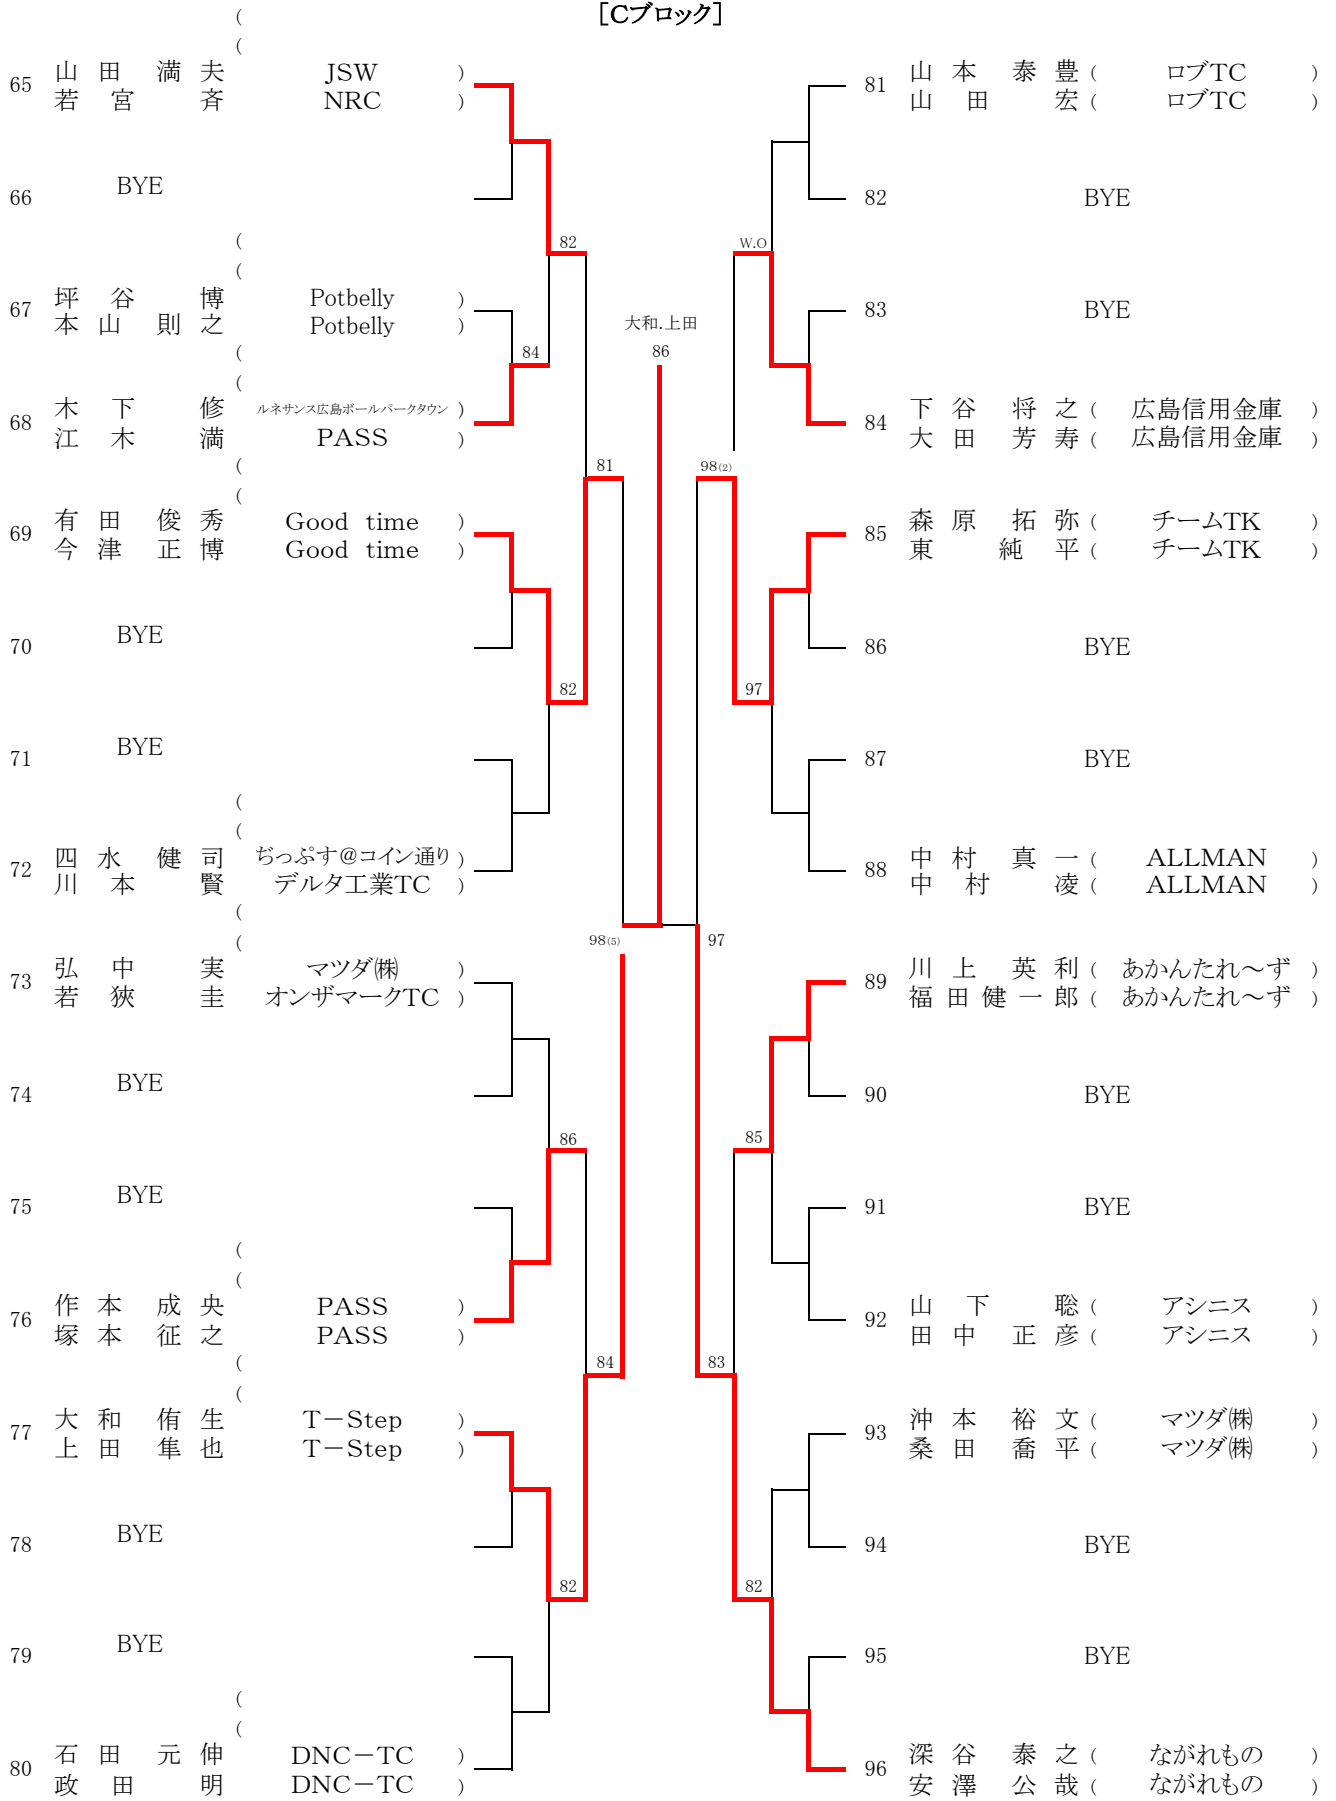 [Cブロック]
65 山田 満夫 ( JSW )
若宮 斉 ( NRC )
66 BYE
67 坪谷 博 ( Potbelly )
本山 則之 ( Potbelly )
68 木下 修 ( ルネサンス広島ボールパークタウン )
江木 満 ( PASS )
69 有田 俊秀 ( Good time )
今津 正博 ( Good time )
70 BYE
71 BYE
72 四水 健司 ( ぢっぷす@コイン通り )
川本 賢 ( デルタ工業TC )
73 弘中 実 ( マツダ㈱ )
若狹 圭 ( オンザマークTC )
74 BYE
75 BYE
76 作本 成央 ( PASS )
塚本 征之 ( PASS )
77 大和 侑生 ( T-Step )
上田 隼也 ( T-Step )
78 BYE
79 BYE
80 石田 元伸 ( DNC-TC )
政田 明 ( DNC-TC )
82
84
82
86
82
81
84
98(5)
大和.上田
86
97
98(2)
83
W.O
97
85
82
81 山本 泰豊 ( ロブTC )
山田 宏 ( ロブTC )
82 BYE
83 BYE
84 下谷 将之 ( 広島信用金庫 )
大田 芳寿 ( 広島信用金庫 )
85 森原 拓弥 ( チームTK )
東 純平 ( チームTK )
86 BYE
87 BYE
88 中村 真一 ( ALLMAN )
中村 凌 ( ALLMAN )
89 川上 英利 ( あかんたれ～ず )
福田健一郎 ( あかんたれ～ず )
90 BYE
91 BYE
92 山下 聡 ( アシニス )
田中 正彦 ( アシニス )
93 沖本 裕文 ( マツダ㈱ )
桑田 喬平 ( マツダ㈱ )
94 BYE
95 BYE
96 深谷 泰之 ( ながれもの )
安澤 公哉 ( ながれもの )